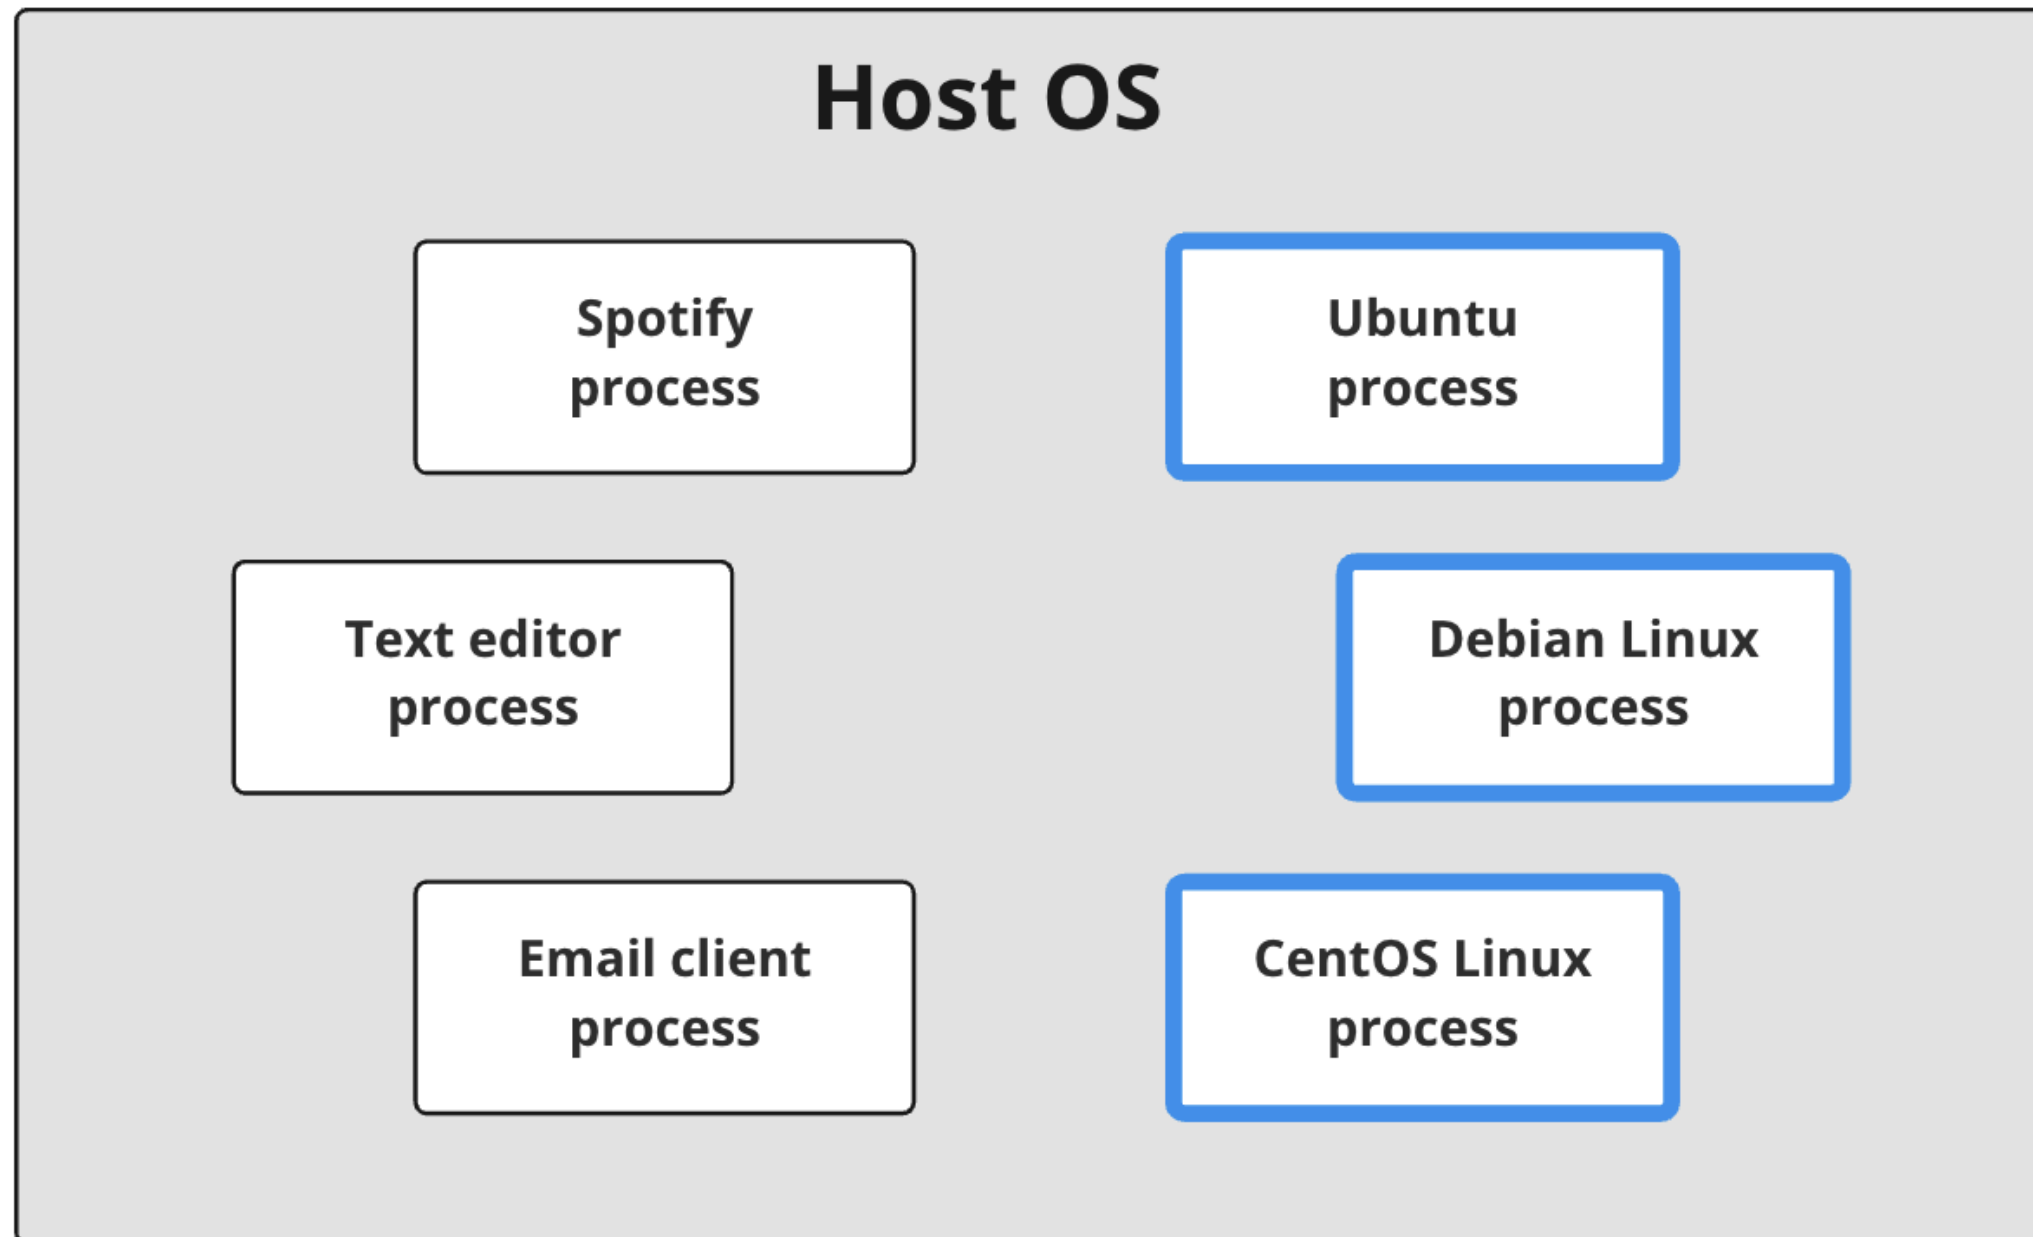 Host OS
Spotify
process
Ubuntu
process
Text editor
process
Debian Linux
process
Email client
process
CentOS Linux
process